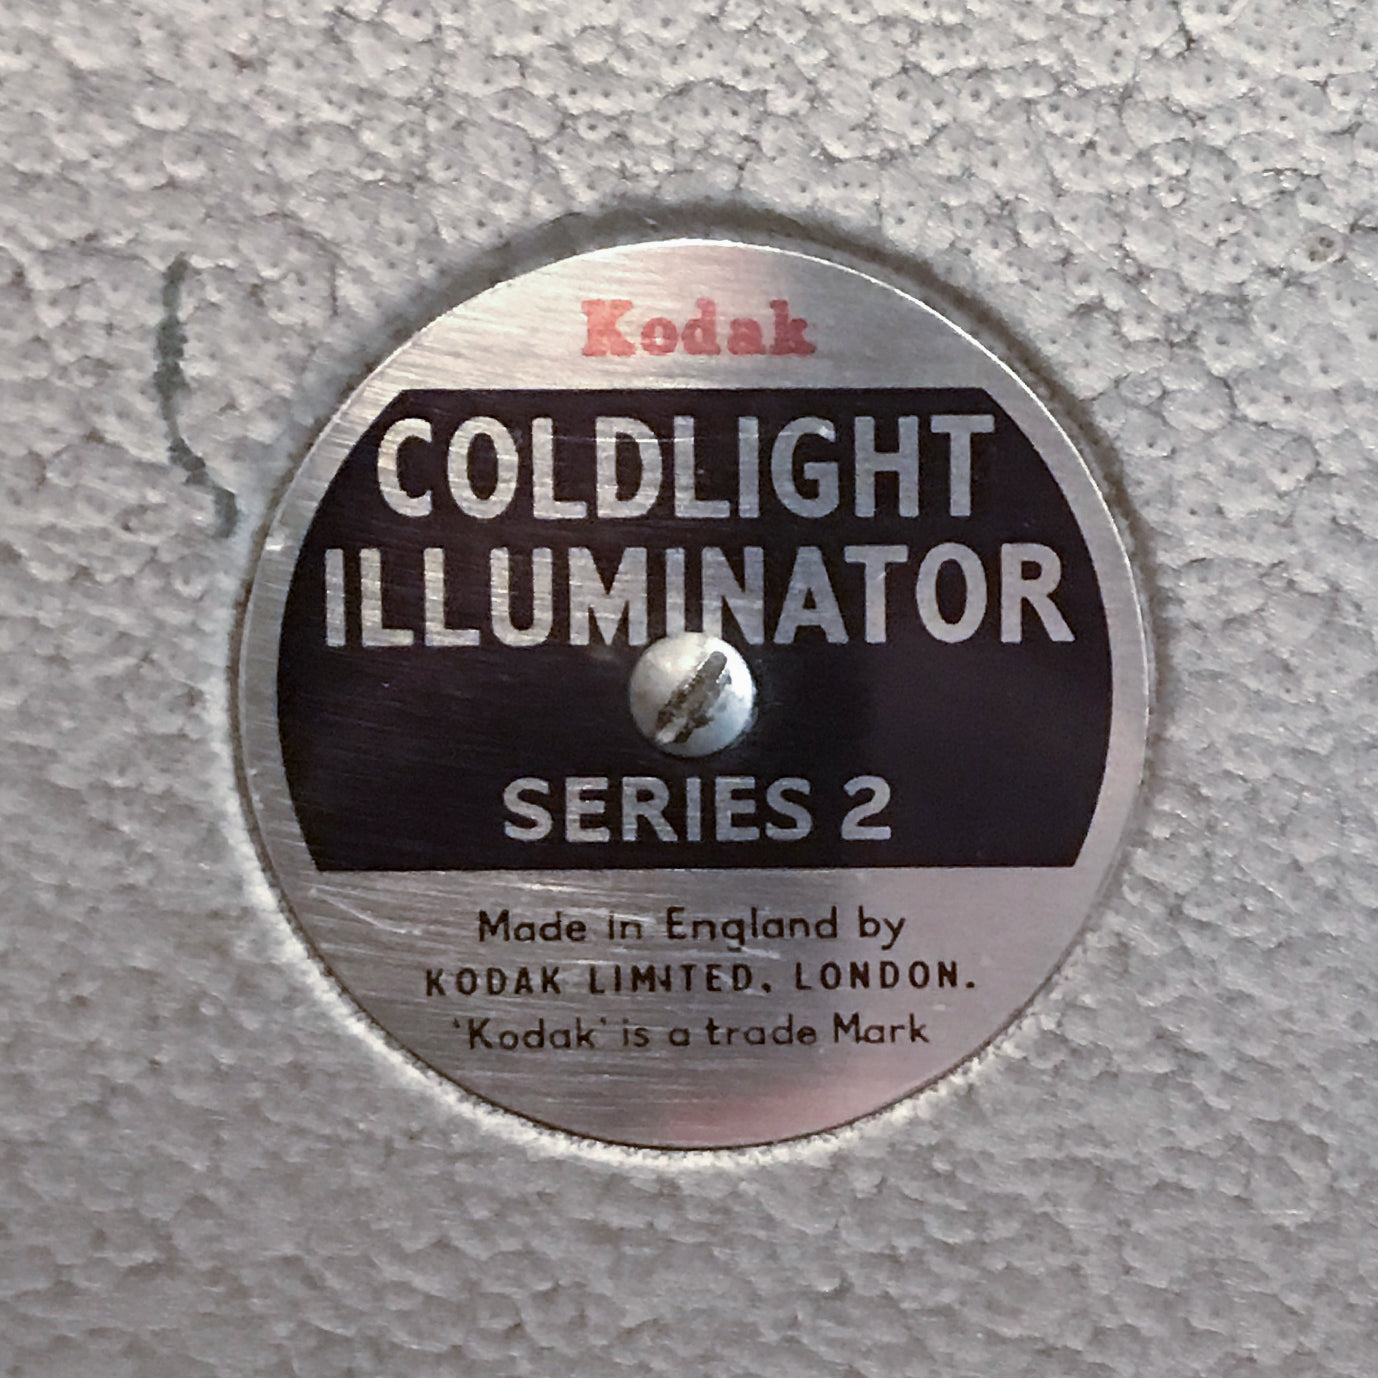 Kodak
COLDLIGHT
ILLUMINATOR
SERIES 2
Made in England by
KODAK LIMITED, LONDON.
'Kodak' is a trade Mark